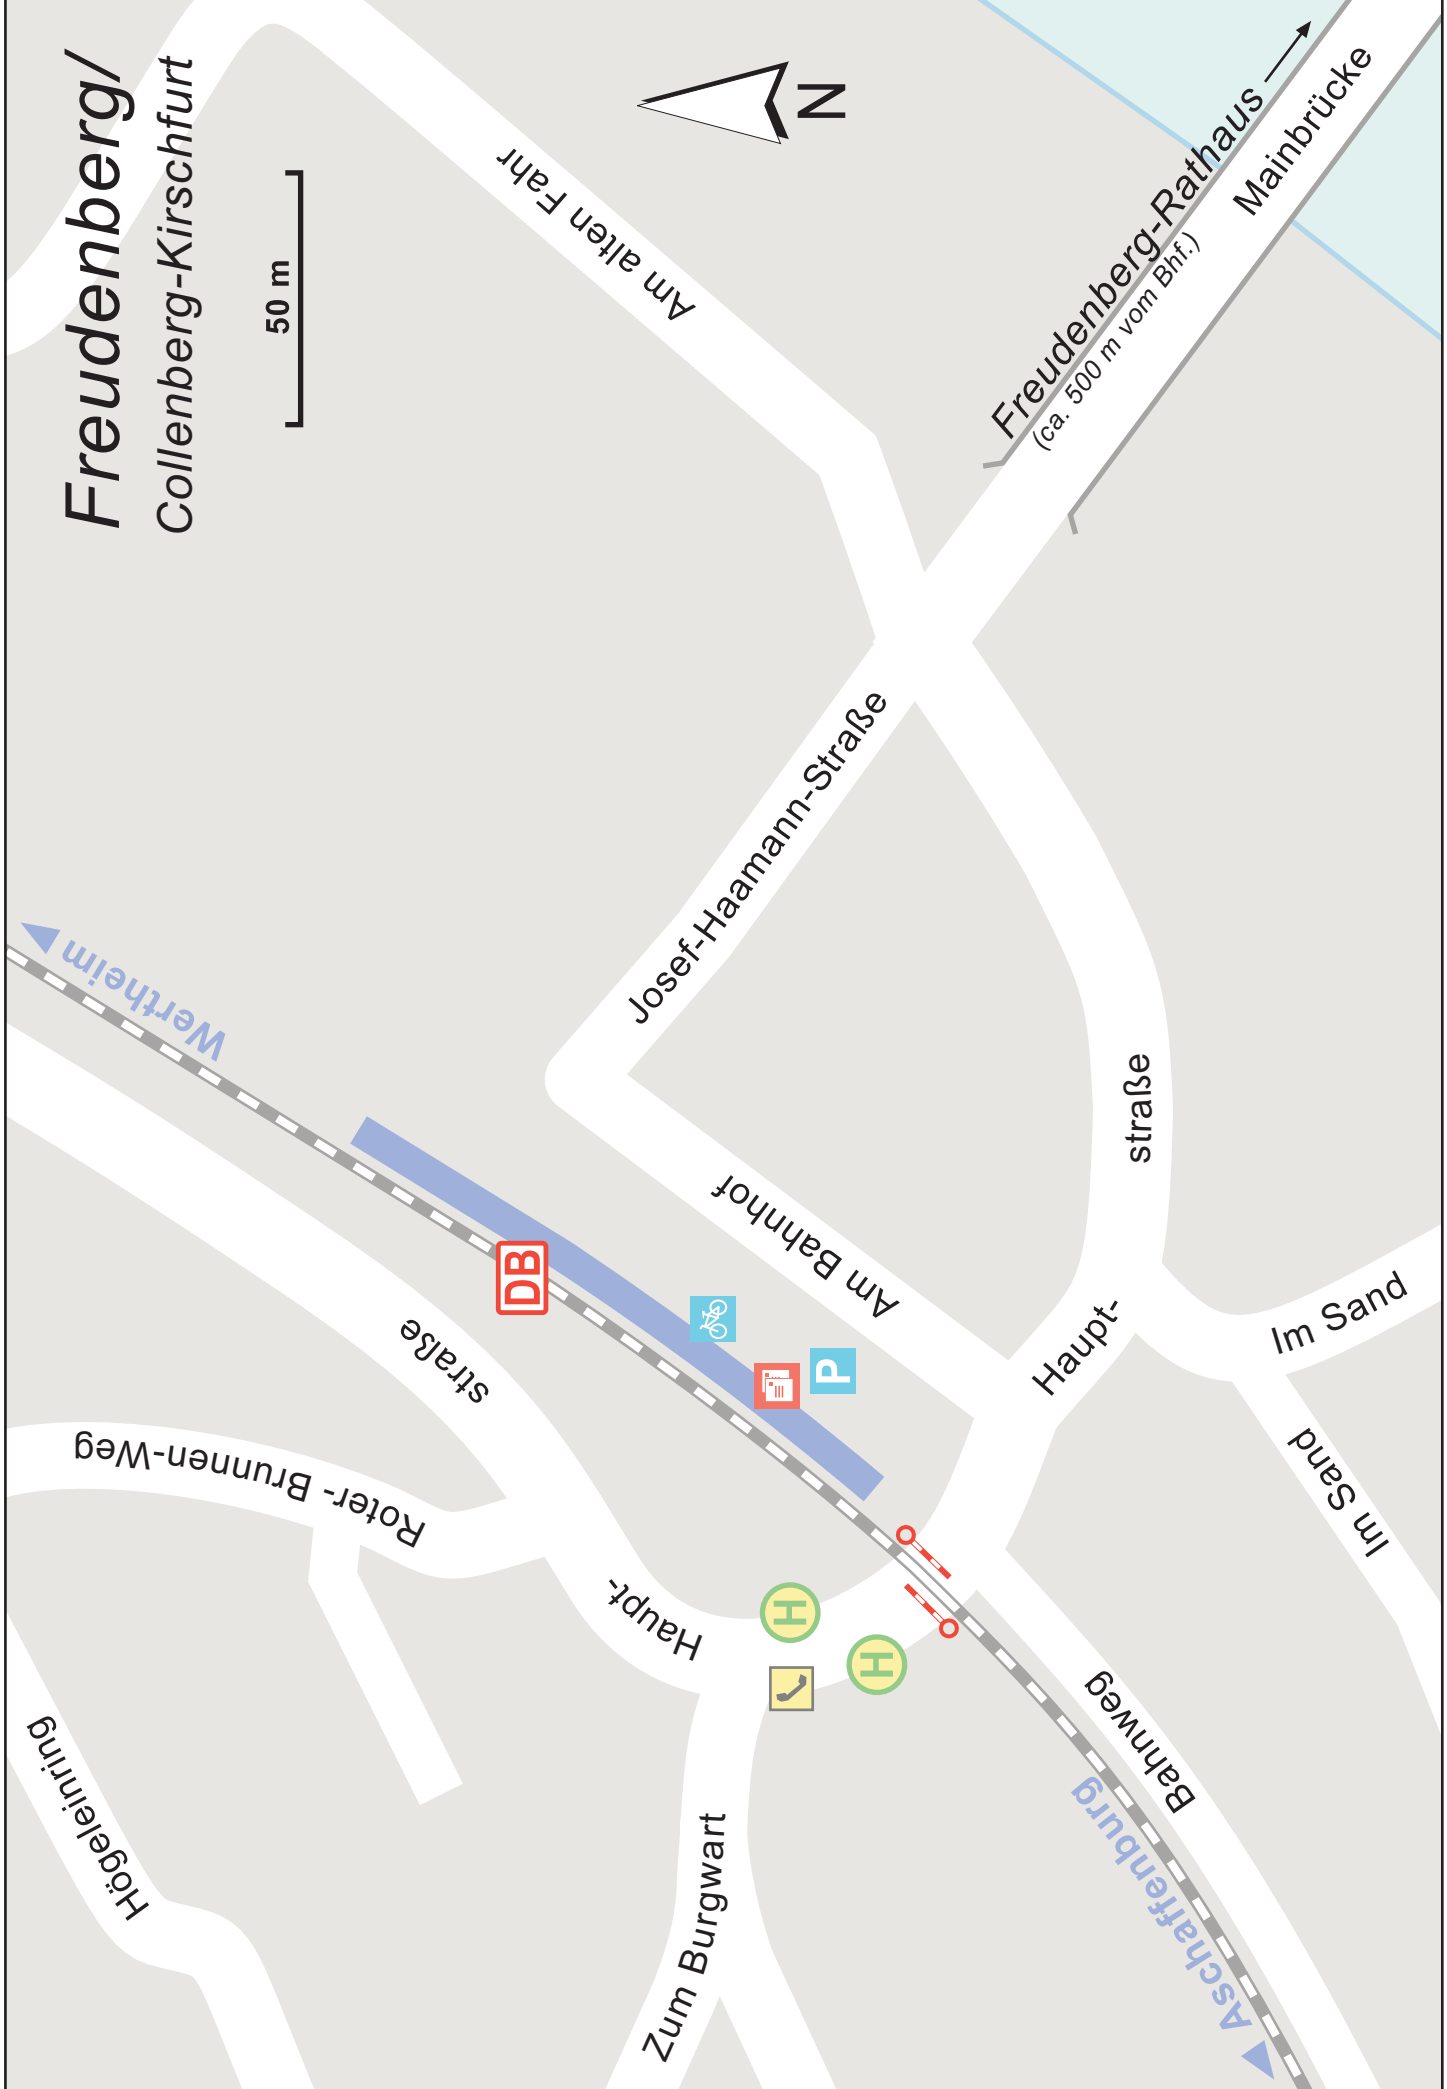 Freudenberg/
Collenberg-Kirschfurt
50 m
N
Am alten Fahr
Freudenberg-Rathaus
(ca. 500 m vom Bhf.)
Mainbrücke
Josef-Haamann-Straße
Wertheim
DB
Am Bahnhof
P
straße
Haupt-
Im Sand
Im Sand
straße
Haupt-
Roter- Brunnen-Weg
H
H
Högeleinring
Zum Burgwart
Bahnweg
Aschaffenburg